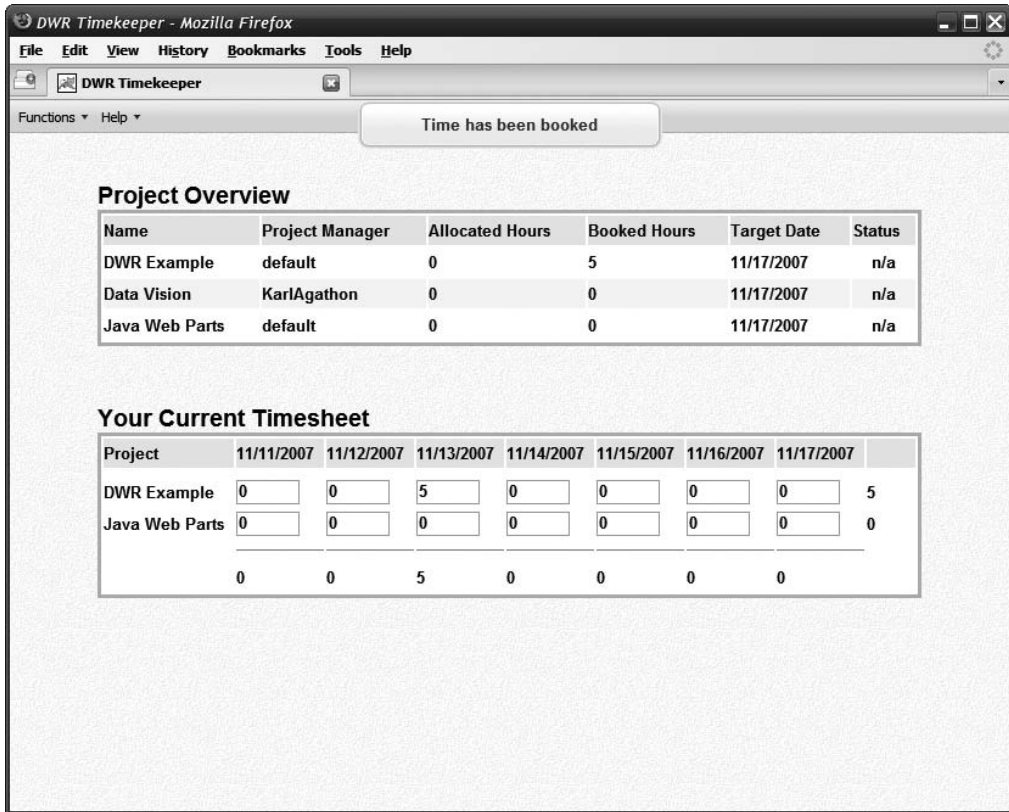 DWR Timekeeper - Mozilla Firefox
File Edit View History Bookmarks Tools Help
DWR Timekeeper
Functions Help
Time has been booked
Project Overview
Name Project Manager Allocated Hours Booked Hours Target Date Status
DWR Example default 0 5 11/17/2007 n/a
Data Vision KarlAgathon 0 0 11/17/2007 n/a
Java Web Parts default 0 0 11/17/2007 n/a
Your Current Timesheet
Project 11/11/2007 11/12/2007 11/13/2007 11/14/2007 11/15/2007 11/16/2007 11/17/2007
DWR Example 0 0 5 0 0 0 0 5
Java Web Parts 0 0 0 0 0 0 0 0
0 0 5 0 0 0 0